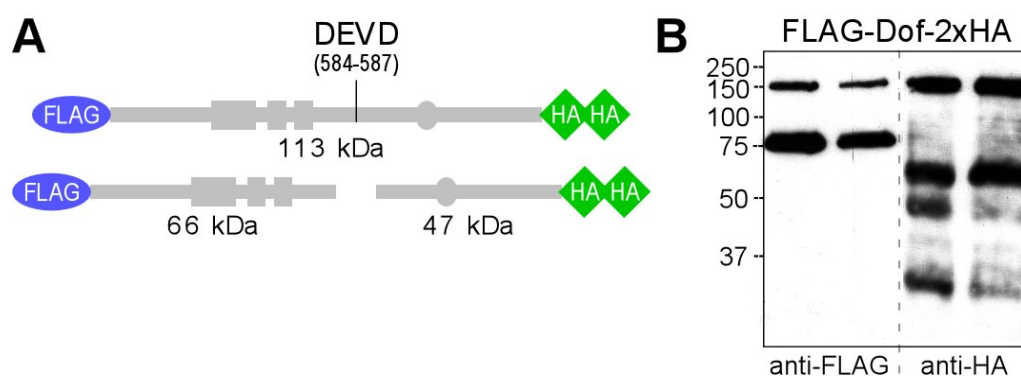 A
DEVD
(584-587)
FLAG
HA HA
113 kDa
FLAG
HA HA
66 kDa
47 kDa
B
FLAG-Dof-2xHA
250
150
100
75
50
37
anti-FLAG
anti-HA